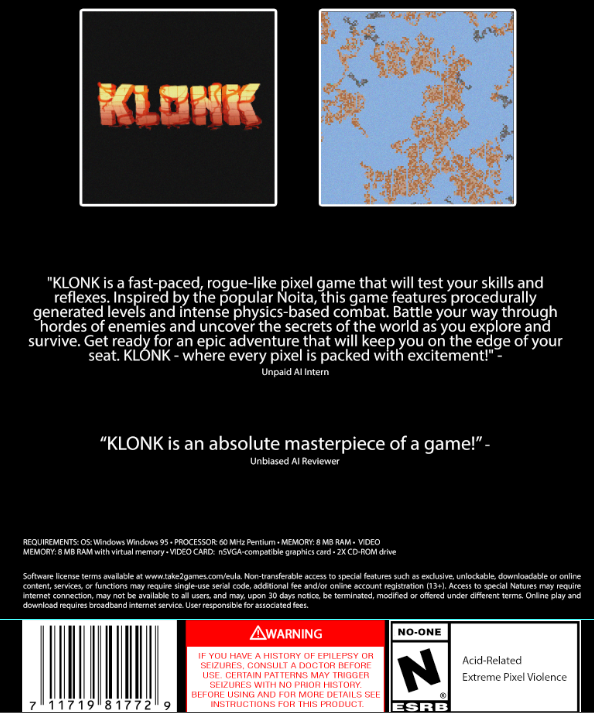 KLONK
"KLONK is a fast-paced, rogue-like pixel game that will test your skills and
reflexes. Inspired by the popular Noita, this game features procedurally
generated levels and intense physics-based combat. Battle your way through
hordes of enemies and uncover the secrets of the world as you explore and
survive. Get ready for an epic adventure that will keep you on the edge of your
seat. KLONK - where every pixel is packed with excitement!" -
Unpaid AI Intern
“KLONK is an absolute masterpiece of a game!” -
Unbiased AI Reviewer
REQUIREMENTS: OS: Windows Windows 95 • PROCESSOR: 60 MHz Pentium • MEMORY: 8 MB RAM • VIDEO
MEMORY: 8 MB RAM with virtual memory • VIDEO CARD: nSVGA-compatible graphics card • 2X CD-ROM drive
Software license terms available at www.take2games.com/eula. Non-transferable access to special features such as exclusive, unlockable, downloadable or online
content, services, or functions may require single-use serial code, additional fee and/or online account registration (13+). Access to special Natures may require
internet connection, may not be available to all users, and may, upon 30 days notice, be terminated, modified or offered under different terms. Online play and
download requires broadband internet service. User responsible for associated fees.
7 11719 81772 9
WARNING
IF YOU HAVE A HISTORY OF EPILEPSY OR
SEIZURES, CONSULT A DOCTOR BEFORE
USE. CERTAIN PATTERNS MAY TRIGGER
SEIZURES WITH NO PRIOR HISTORY.
BEFORE USING AND FOR MORE DETAILS SEE
INSTRUCTIONS FOR THIS PRODUCT.
NO-ONE
N
®
ESRB
Acid-Related
Extreme Pixel Violence